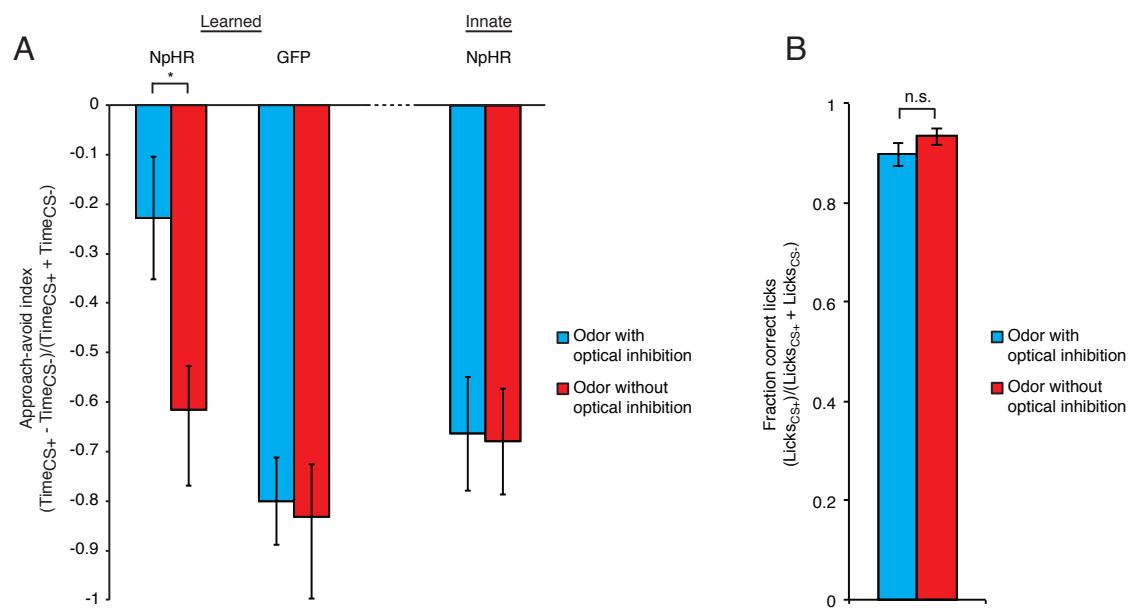 A
Learned
Innate
NpHR
GFP
NpHR
*
0
-0.1
-0.2
-0.3
-0.4
-0.5
-0.6
-0.7
-0.8
-0.9
-1
Approach-avoid index
(TimeCS+ - TimeCS-)/(TimeCS+ + TimeCS-)
Odor with
optical inhibition
Odor without
optical inhibition
B
n.s.
1
0.8
0.6
0.4
0.2
0
Fraction correct licks
(LicksCS+)/(LicksCS+ + LicksCS-)
Odor with
optical inhibition
Odor without
optical inhibition